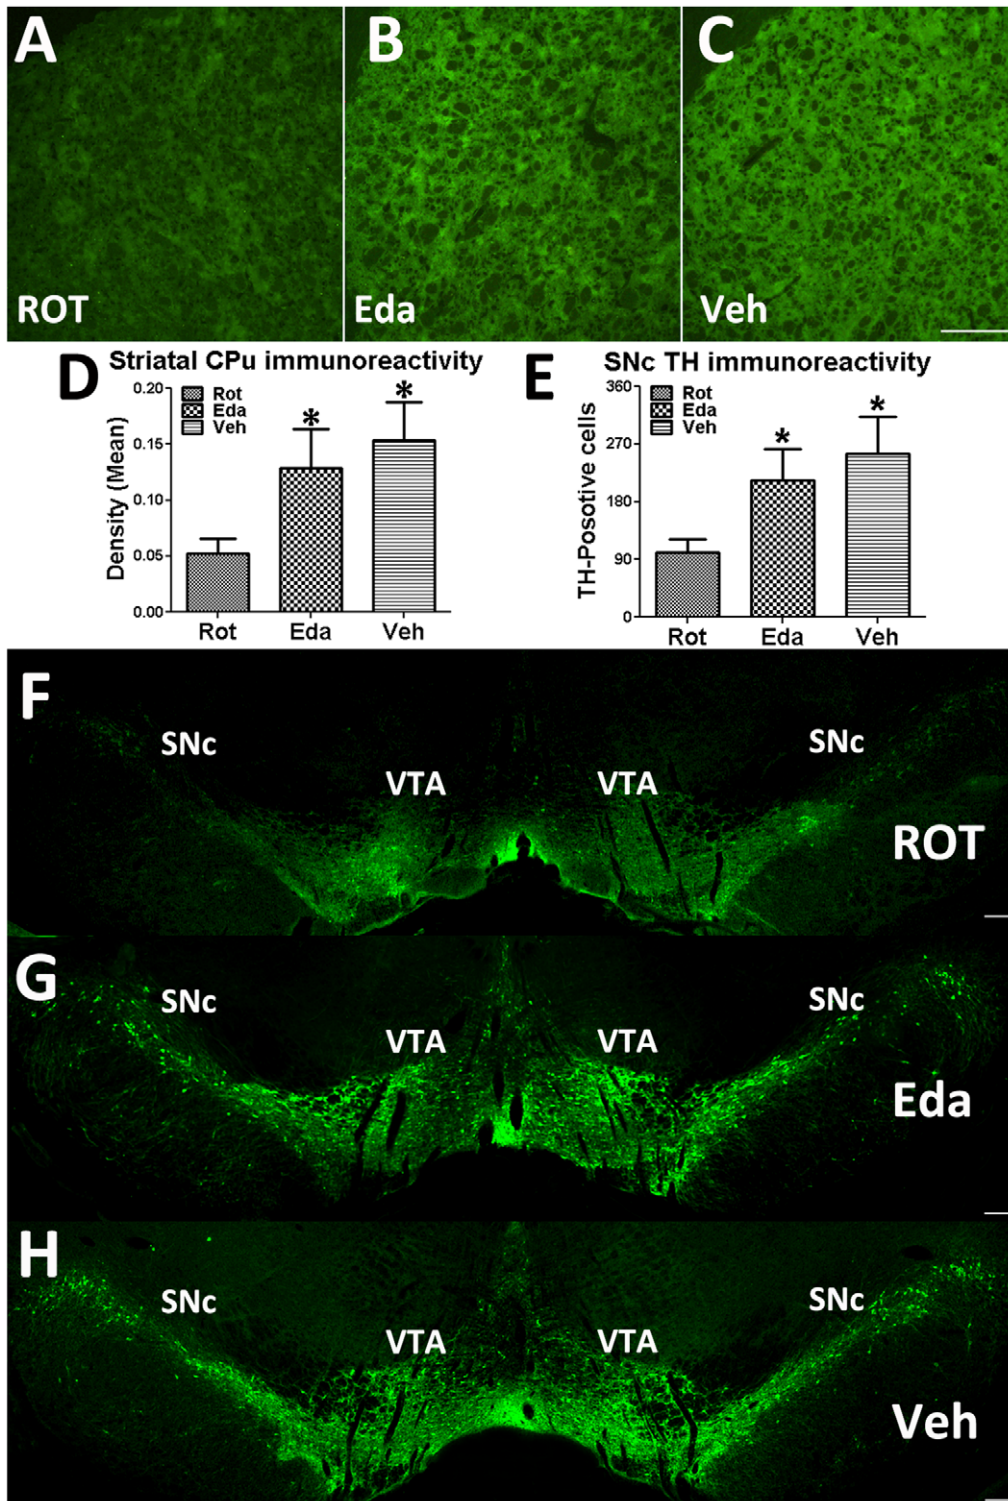 A
B
C
ROT
Eda
Veh
D
Striatal CPu immunoreactivity
0.20
0.15
0.10
0.05
0.00
Density (Mean)
Rot
Eda
Veh
*
*
Rot
Eda
Veh
E
SNc TH immunoreactivity
360
270
180
90
0
TH-Posotive cells
Rot
Eda
Veh
*
*
Rot
Eda
Veh
F
SNc
VTA
VTA
SNc
ROT
G
SNc
VTA
VTA
SNc
Eda
H
SNc
VTA
VTA
SNc
Veh